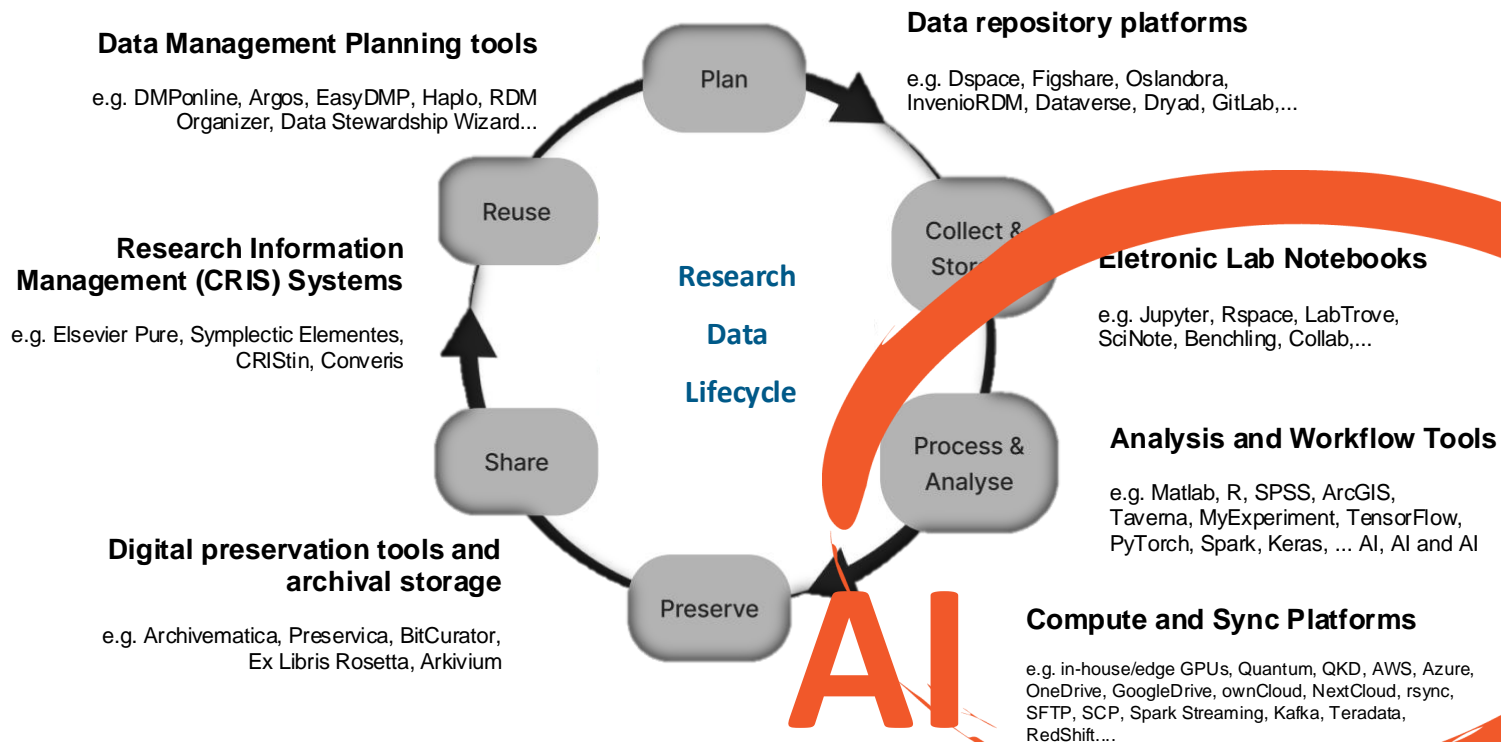 Data Management Planning tools
e.g. DMPonline, Argos, EasyDMP, Haplo, RDM
Organizer, Data Stewardship Wizard...
Plan
Data repository platforms
e.g. Dspace, Figshare, Oslandora,
InvenioRDM, Dataverse, Dryad, GitLab,...
Reuse
Collect &
Research Information
Management (CRIS) Systems
e.g. Elsevier Pure, Symplectic Elementes,
CRIStin, Converis
Research
Data
Lifecycle
Eletronic Lab Notebooks
e.g. Jupyter, Rspace, LabTrove,
SciNote, Benchling, Collab,...
Share
Process &
Analyse
Analysis and Workflow Tools
e.g. Matlab, R, SPSS, ArcGIS,
Taverna, MyExperiment, TensorFlow,
PyTorch, Spark, Keras, ... AI, AI and AI
Digital preservation tools and
archival storage
e.g. Archivematica, Preservica, BitCurator,
Ex Libris Rosetta, Arkivium
Preserve
AI
Compute and Sync Platforms
e.g. in-house/edge GPUs, Quantum, QKD, AWS, Azure,
OneDrive, GoogleDrive, ownCloud, NextCloud, rsync,
SFTP, SCP, Spark Streaming, Kafka, Teradata,
RedShift....